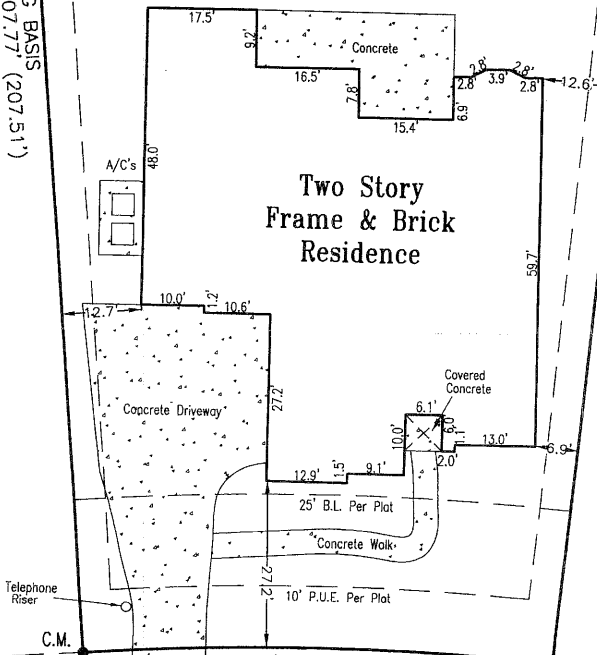 G BASIS
07.77' (207.51')
17.5'
9.2'
Concrete
16.5'
7.8'
15.4'
6.9'
2.8'
2.8'
3.9'
2.8'
2.8'
12.6'
A/C's
48.0'
Two Story
Frame & Brick
Residence
59.7'
12.7'
10.0'
1.2'
10.6'
Concrete Driveway
27.2'
Covered
Concrete
6.1'
6.0'
10.0'
1.1'
2.0'
13.0'
6.9'
12.9'
1.5'
9.1'
25' B.L. Per Plat
Concrete Walk
27.2'
10' P.U.E. Per Plat
Telephone
Riser
C.M.